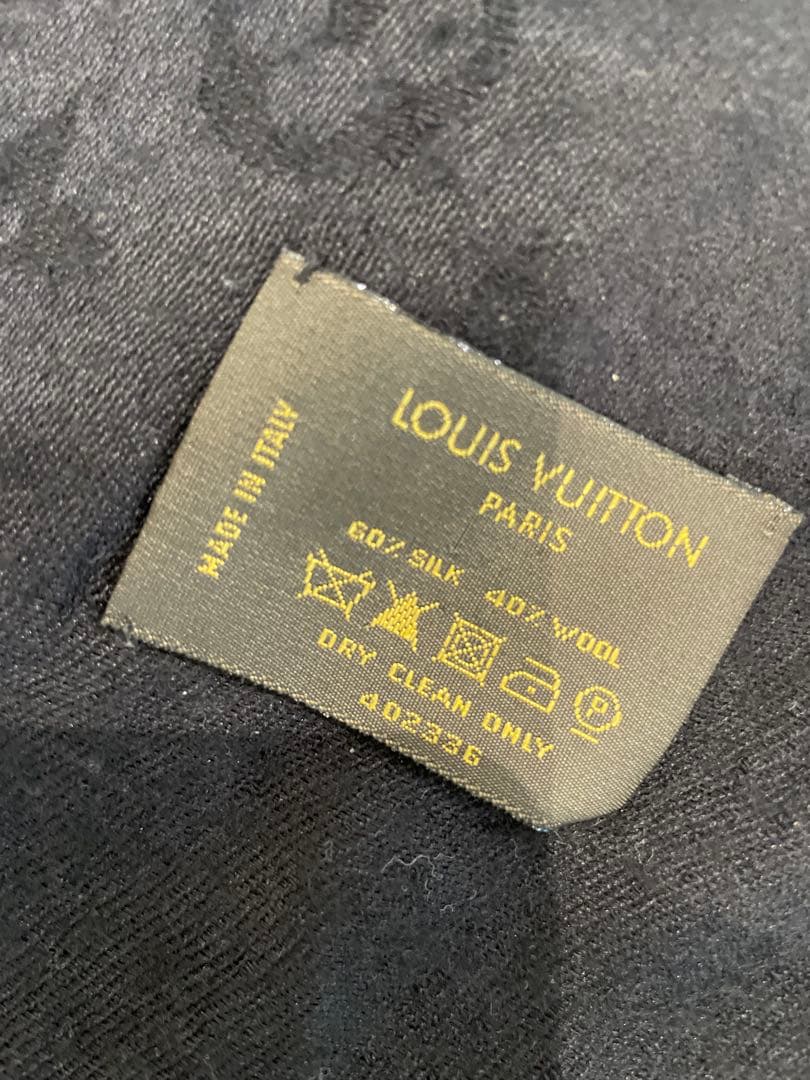 LOUIS VUITTON
PARIS
60% SILK 40% WOOL
P
DRY CLEAN ONLY
402336
MADE IN ITALY